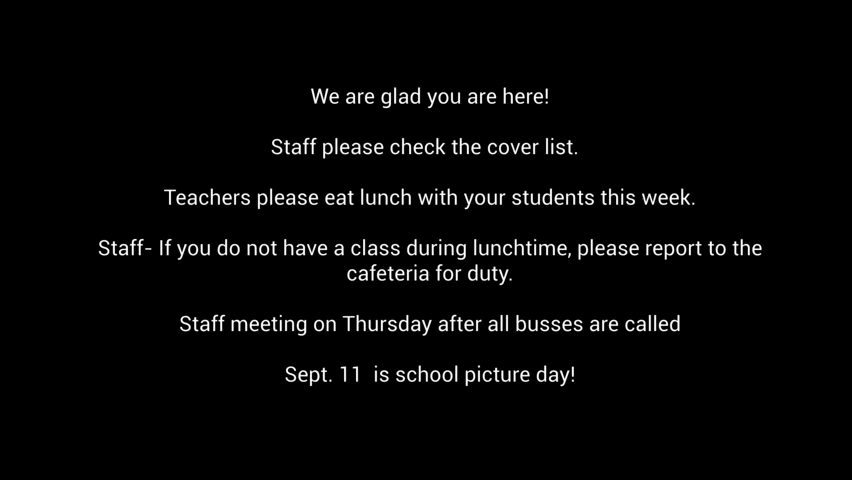 We are glad you are here!
Staff please check the cover list.
Teachers please eat lunch with your students this week.
Staff- If you do not have a class during lunchtime, please report to the
cafeteria for duty.
Staff meeting on Thursday after all busses are called
Sept. 11  is school picture day!